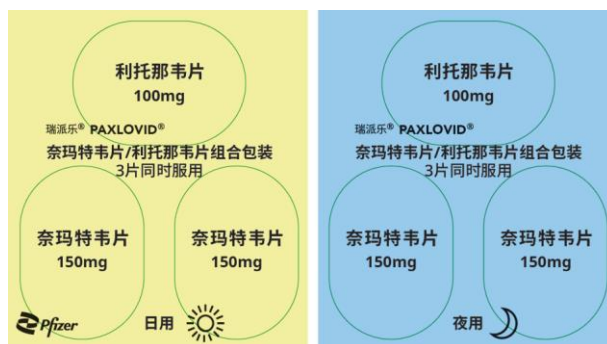 利托那韦片
100mg
瑞派乐® PAXLOVID®
奈玛特韦片/利托那韦片组合包装
3片同时服用
奈玛特韦片
150mg
奈玛特韦片
150mg
Pfizer
日用
利托那韦片
100mg
瑞派乐® PAXLOVID®
奈玛特韦片/利托那韦片组合包装
3片同时服用
奈玛特韦片
150mg
奈玛特韦片
150mg
夜用